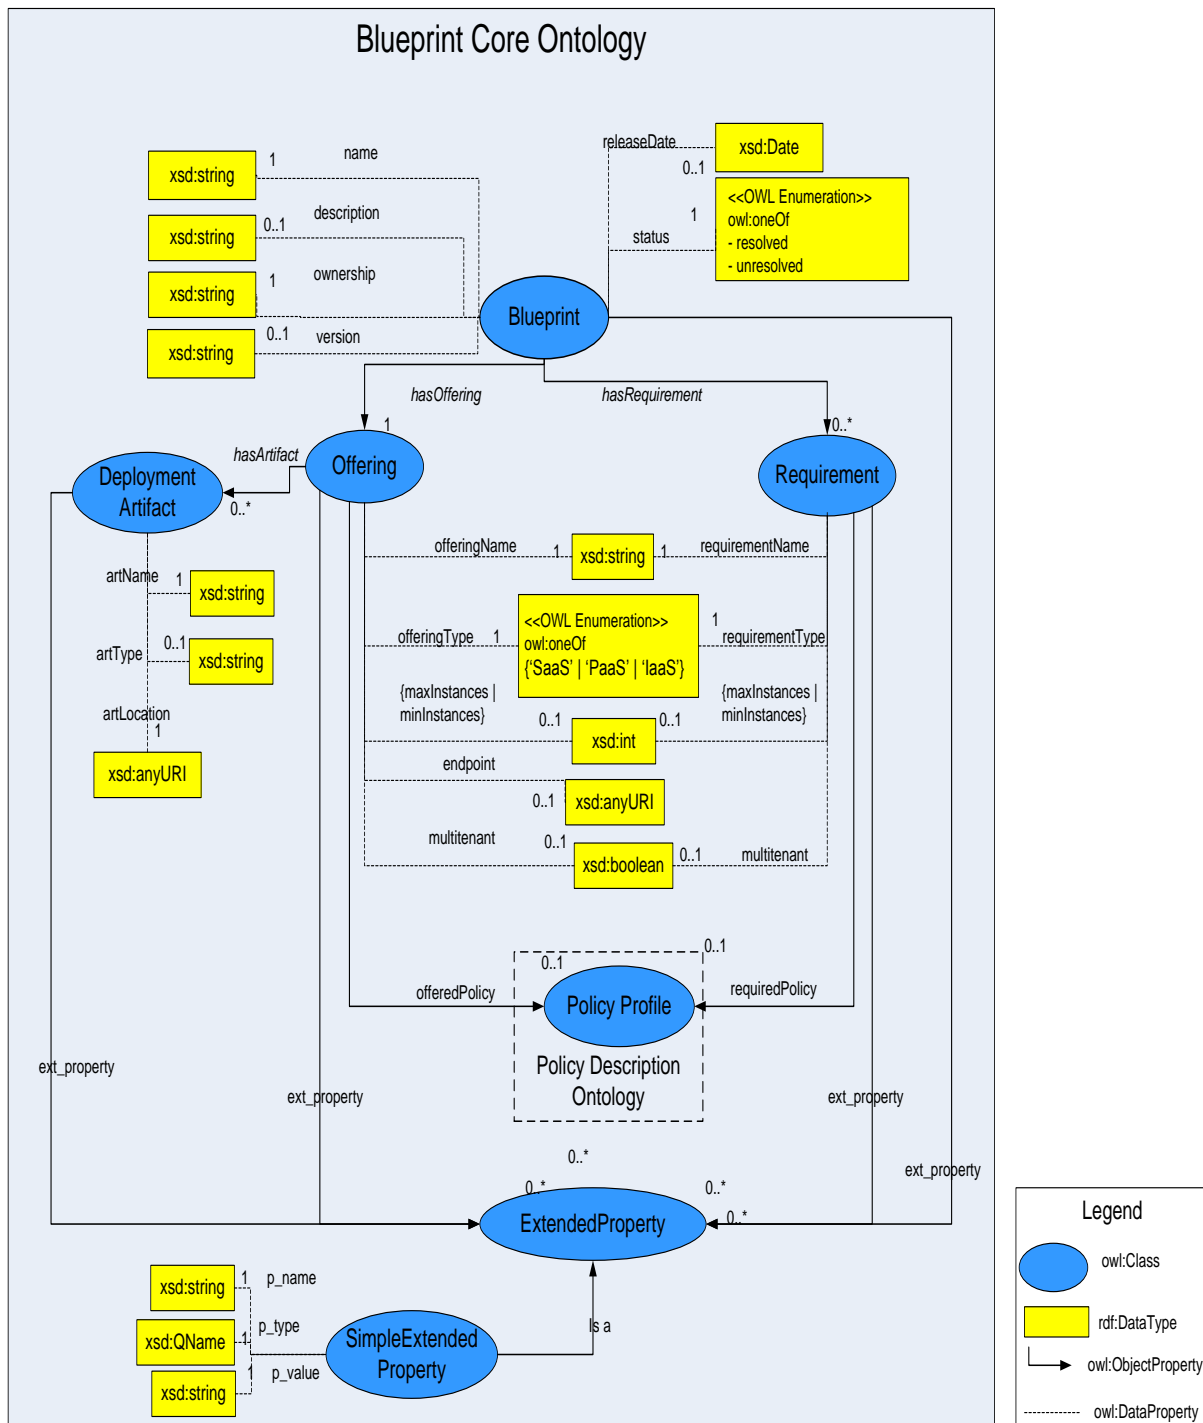 Blueprint Core Ontology
releaseDate
xsd:Date
0..1
name
1
xsd:string
<<OWL Enumeration>>
owl:oneOf
- resolved
- unresolved
1
status
description
0..1
xsd:string
ownership
1
xsd:string
Blueprint
0..1
version
xsd:string
hasOffering
hasRequirement
1
0..*
hasArtifact
Offering
Requirement
Deployment
Artifact
0..*
offeringName
1
xsd:string
1
requirementName
artName
1
xsd:string
<<OWL Enumeration>>
owl:oneOf
{‘SaaS’ | ‘PaaS’ | ‘IaaS’}
offeringType
1
1
requirementType
artType
0..1
xsd:string
{maxInstances |
minInstances}
0..1
xsd:int
0..1
{maxInstances |
minInstances}
artLocation
1
xsd:anyURI
endpoint
0..1
xsd:anyURI
multitenant
0..1
xsd:boolean
0..1
multitenant
0..1
0..1
offeredPolicy
Policy Profile
requiredPolicy
Policy Description
Ontology
ext_property
ext_property
ext_property
ext_property
0..*
0..*
0..*
0..*
ExtendedProperty
xsd:string
1
p_name
xsd:QName
1
p_type
xsd:string
1
p_value
SimpleExtended
Property
Is a
Legend
owl:Class
rdf:DataType
owl:ObjectProperty
owl:DataProperty